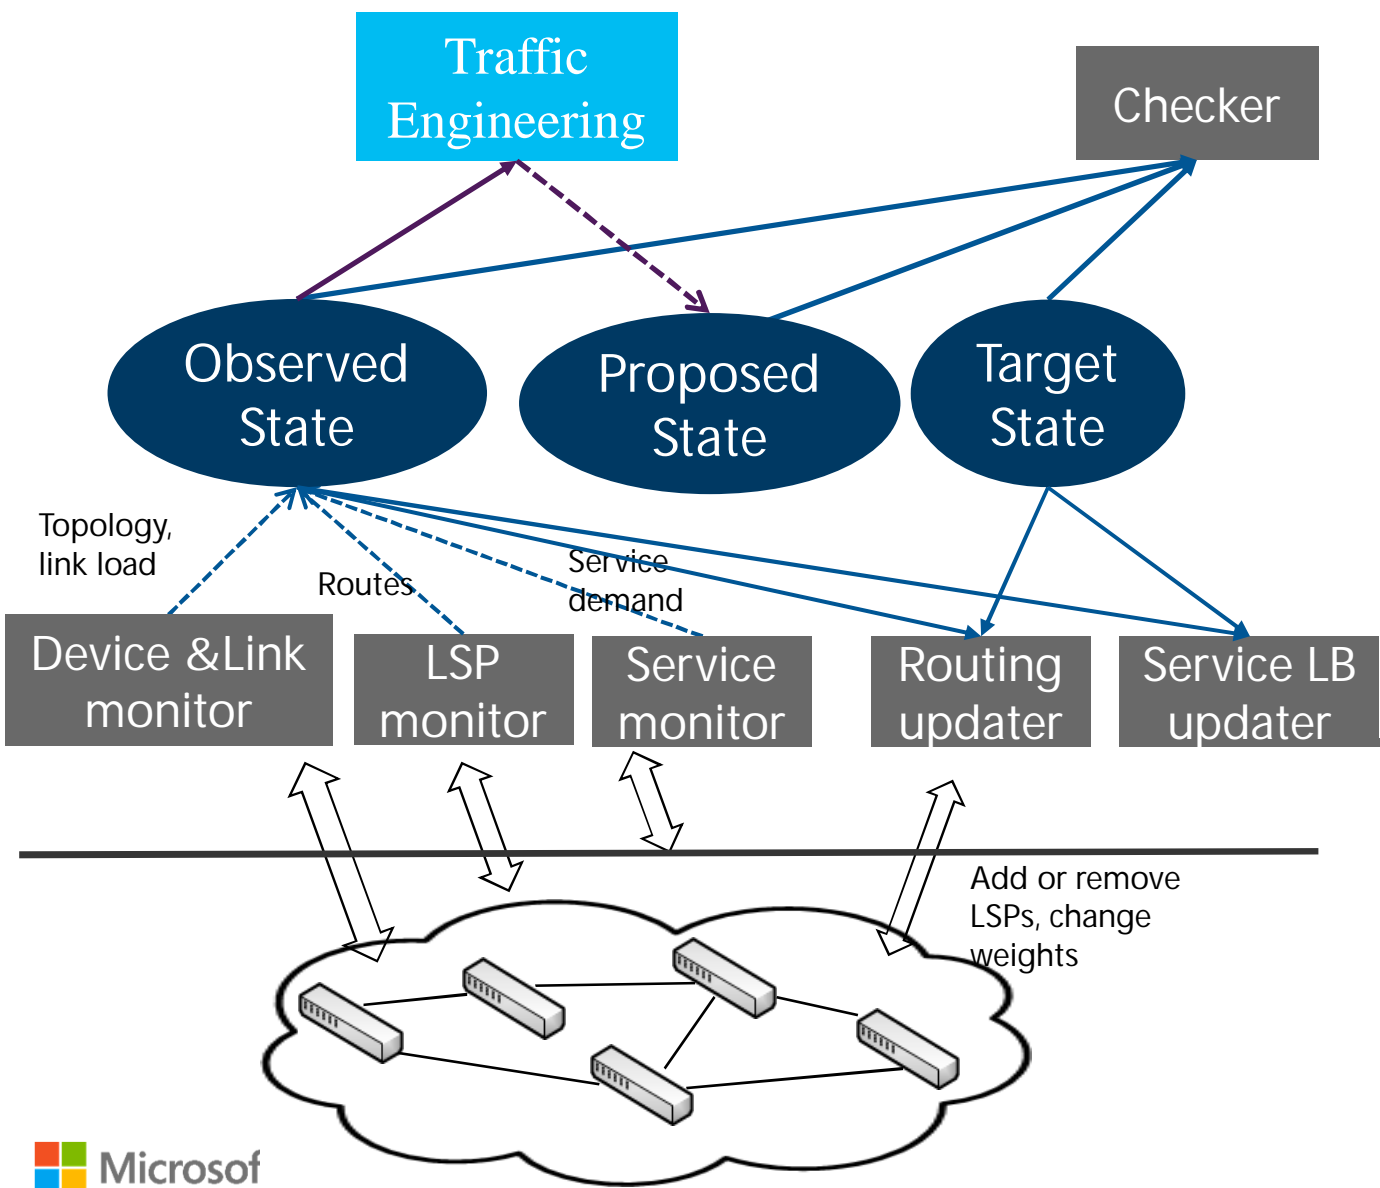 Traffic
Engineering
Checker
Observed
State
Proposed
State
Target
State
Topology,
link load
Routes
Service
demand
Device &Link
monitor
LSP
monitor
Service
monitor
Routing
updater
Service LB
updater
Add or remove
LSPs, change
weights
Microsof